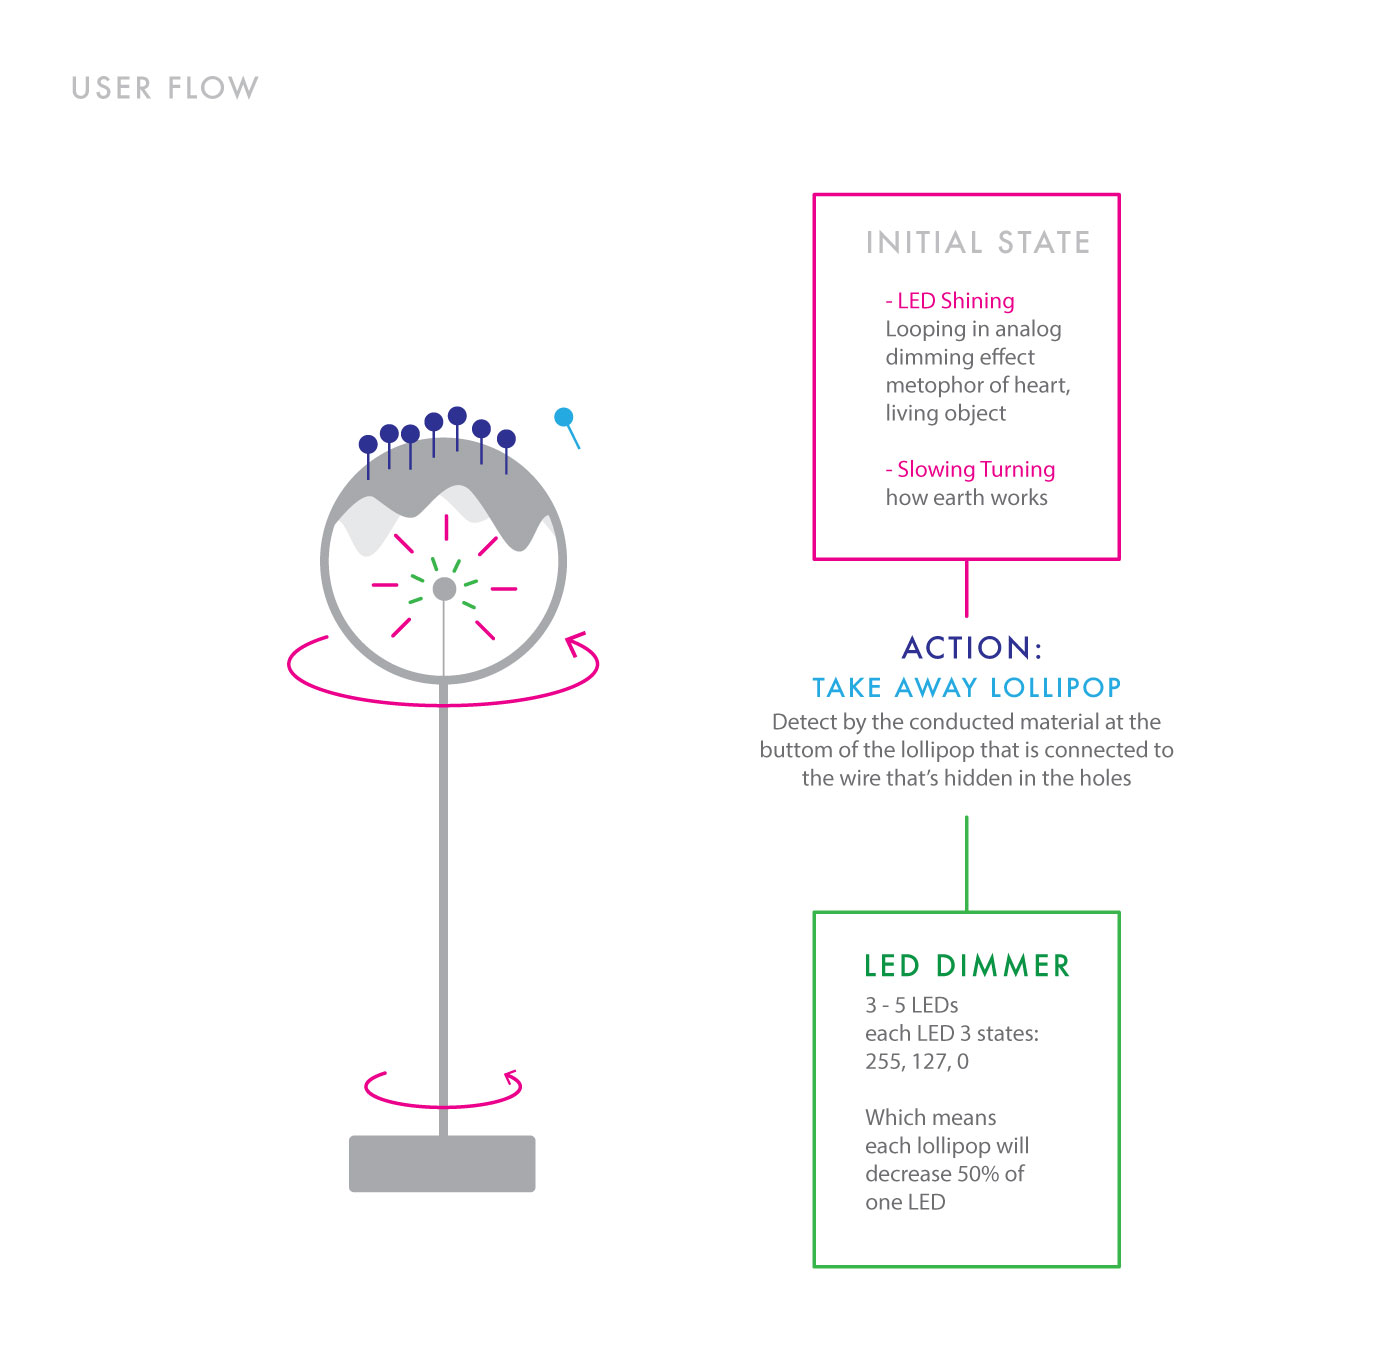 USER FLOW
INITIAL STATE
- LED Shining
Looping in analog
dimming effect
metophor of heart,
living object
- Slowing Turning
how earth works
ACTION:
TAKE AWAY LOLLIPOP
Detect by the conducted material at the
buttom of the lollipop that is connected to
the wire that’s hidden in the holes
LED DIMMER
3 - 5 LEDs
each LED 3 states:
255, 127, 0
Which means
each lollipop will
decrease 50% of
one LED